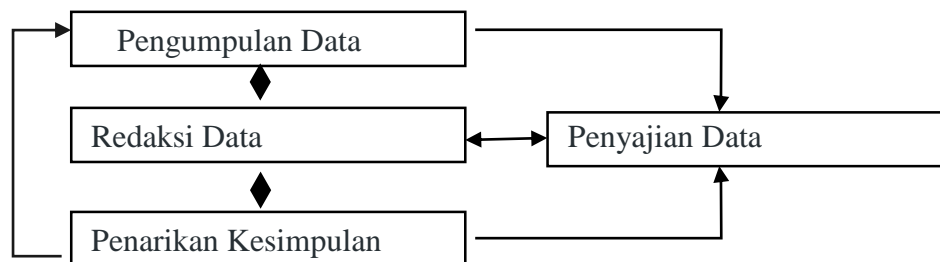 Pengumpulan Data
Redaksi Data
Penyajian Data
Penarikan Kesimpulan